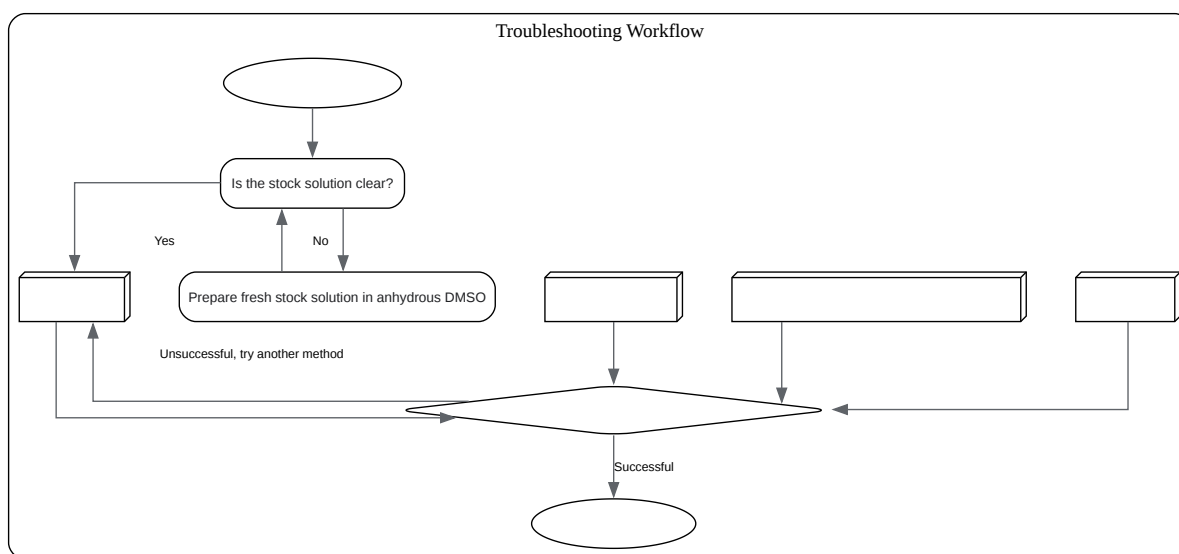 Troubleshooting Workflow
Is the stock solution clear?
Yes
No
Prepare fresh stock solution in anhydrous DMSO
Unsuccessful, try another method
Successful